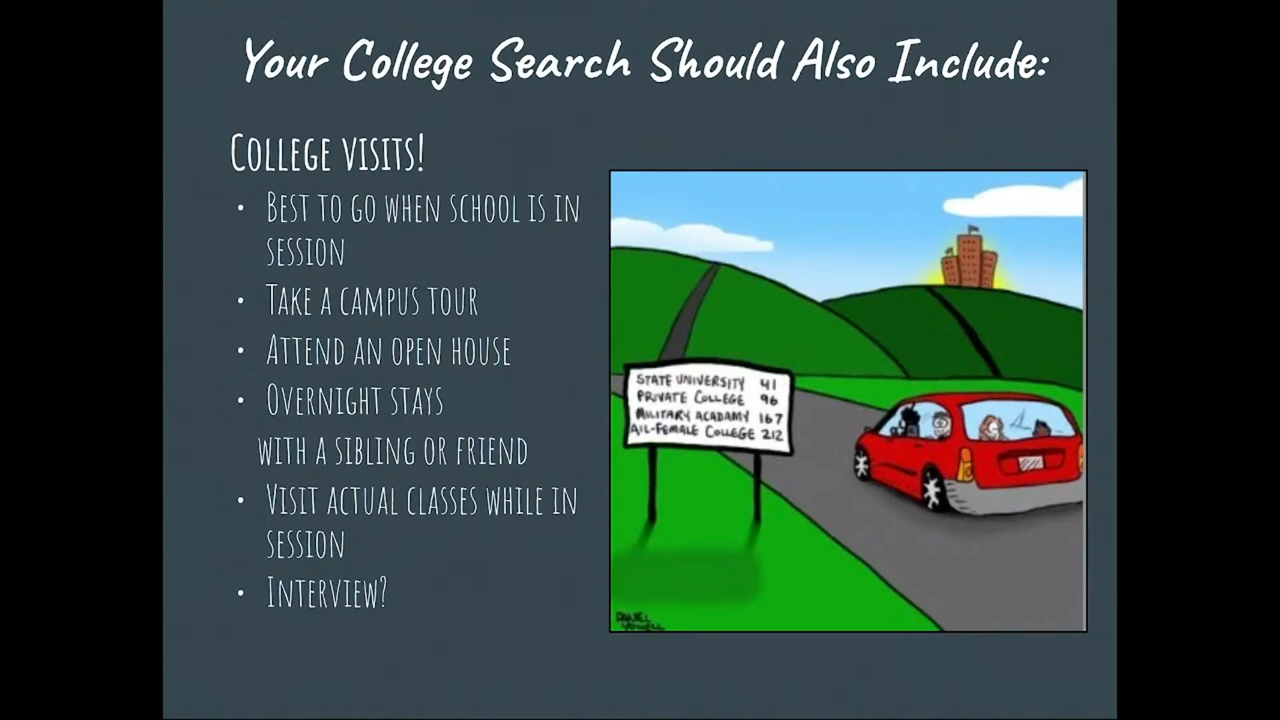 Your College Search Should Also Include:
College visits!
• Best to go when school is in
session
• Take a campus tour
• Attend an open house
• Overnight stays
with a sibling or friend
• Visit actual classes while in
session
• Interview?
STATE UNIVERSITY 41
PRIVATE COLLEGE 96
MILITARY ACADAMY 167
ALL-FEMALE COLLEGE 212
DANIEL
YOWELL